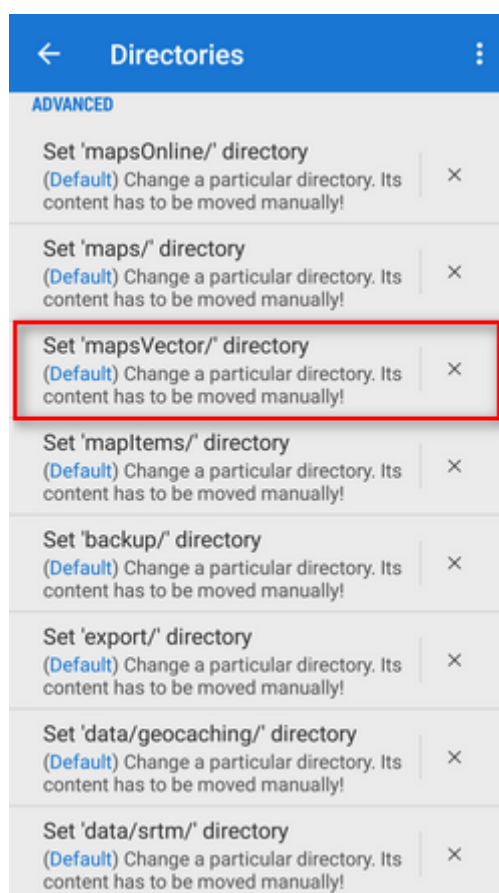 Directories
ADVANCED
Set 'mapsOnline/' directory
(Default) Change a particular directory. Its
content has to be moved manually!
Set 'maps/' directory
(Default) Change a particular directory. Its
content has to be moved manually!
Set 'mapsVector/' directory
(Default) Change a particular directory. Its
content has to be moved manually!
Set 'mapItems/' directory
(Default) Change a particular directory. Its
content has to be moved manually!
Set 'backup/' directory
(Default) Change a particular directory. Its
content has to be moved manually!
Set 'export/' directory
(Default) Change a particular directory. Its
content has to be moved manually!
Set 'data/geocaching/' directory
(Default) Change a particular directory. Its
content has to be moved manually!
Set 'data/srtm/' directory
(Default) Change a particular directory. Its
content has to be moved manually!